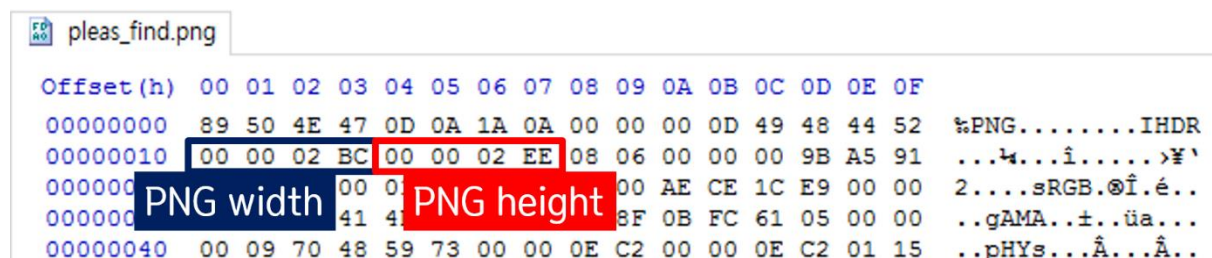 pleas_find.png
Offset(h) 00 01 02 03 04 05 06 07 08 09 0A 0B 0C 0D 0E 0F
00000000 89 50 4E 47 0D 0A 1A 0A 00 00 00 0D 49 48 44 52 ‰PNG........IHDR
00000010 00 00 02 BC 00 00 02 EE 08 06 00 00 00 9B A5 91 ...¼...î.....›¥‘
PNG width PNG height 00 AE CE 1C E9 00 00 2....sRGB.®Î.é..
8F 0B FC 61 05 00 00 ..gAMA..±..üa...
00000040 00 09 70 48 59 73 00 00 0E C2 00 00 0E C2 01 15 ..pHYs...Â...Â..